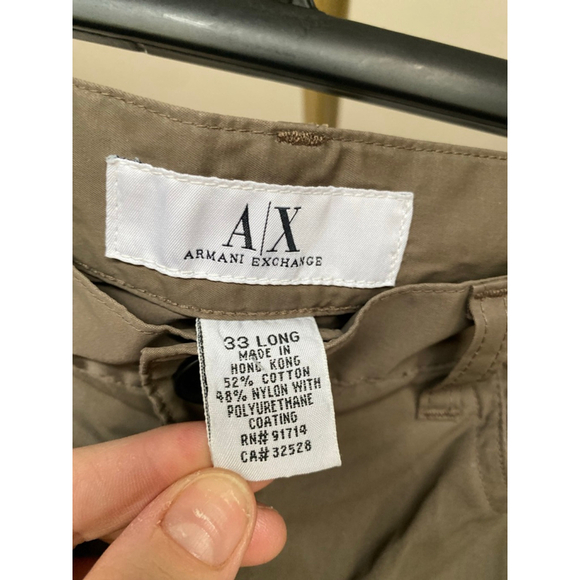 A|X
ARMANI EXCHANGE
33 LONG
MADE IN
HONG KONG
52% COTTON
48% NYLON WITH
POLYURETHANE
COATING
RN# 91714
CA# 32528